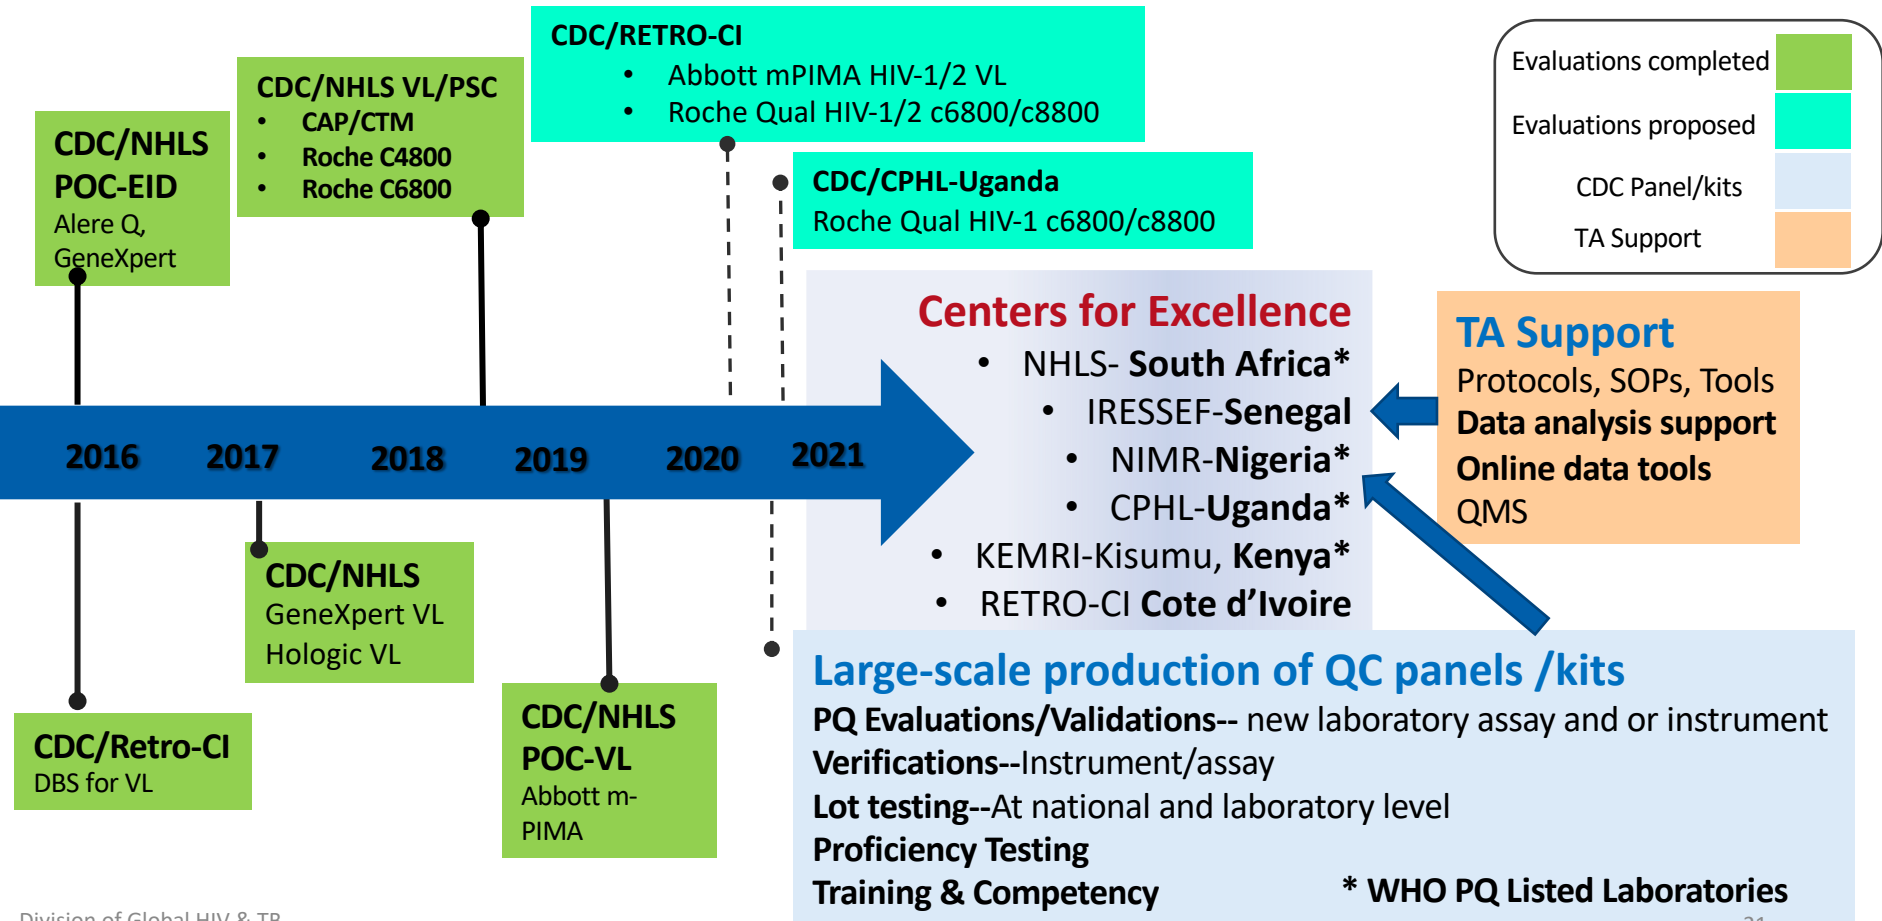 CDC/RETRO-CI
• Abbott mPIMA HIV-1/2 VL
• Roche Qual HIV-1/2 c6800/c8800
Evaluations completed
Evaluations proposed
CDC Panel/kits
TA Support
CDC/NHLS VL/PSC
• CAP/CTM
• Roche C4800
• Roche C6800
CDC/NHLS
POC-EID
Alere Q,
GeneXpert
CDC/CPHL-Uganda
Roche Qual HIV-1 c6800/c8800
Centers for Excellence
• NHLS- South Africa*
• IRESSEF-Senegal
• NIMR-Nigeria*
• CPHL-Uganda*
• KEMRI-Kisumu, Kenya*
• RETRO-CI Cote d’Ivoire
TA Support
Protocols, SOPs, Tools
Data analysis support
Online data tools
QMS
2016 2017 2018 2019 2020 2021
CDC/NHLS
GeneXpert VL
Hologic VL
CDC/Retro-CI
DBS for VL
CDC/NHLS
POC-VL
Abbott m-
PIMA
Large-scale production of QC panels /kits
PQ Evaluations/Validations-- new laboratory assay and or instrument
Verifications--Instrument/assay
Lot testing--At national and laboratory level
Proficiency Testing
Training & Competency
* WHO PQ Listed Laboratories
Division of Global HIV & TB